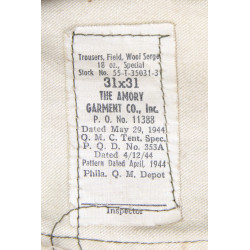 Trousers, Field, Wool Serge
18 oz., Special
Stock No. 55-T-35031-3
31x31
THE AMORY
GARMENT CO., Inc.
P. O. No. 11388
Dated May 29, 1944
Q. M. C. Tent. Spec.
P. Q. D. No. 353A
Dated 4/12/44
Pattern Dated April, 1944
Phila. Q. M. Depot
Inspector